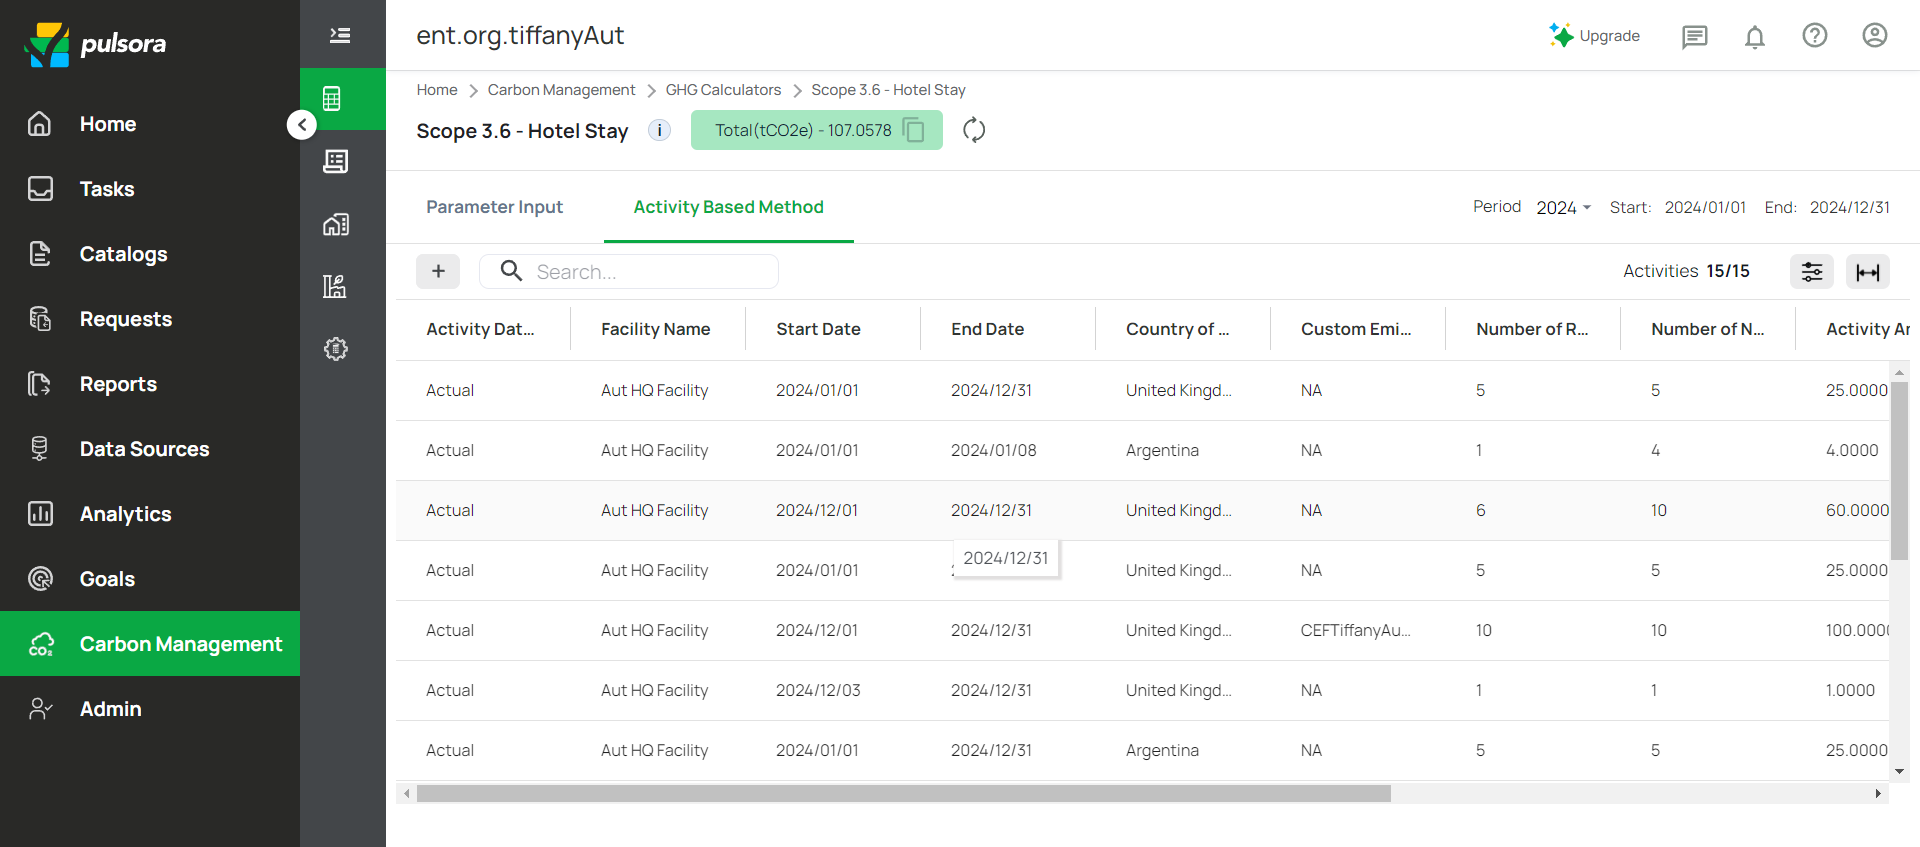 pulsora
Home
Tasks
Catalogs
Requests
Reports
Data Sources
Analytics
Goals
Carbon Management
Admin
ent.org.tiffanyAut
Upgrade
Home > Carbon Management > GHG Calculators > Scope 3.6 - Hotel Stay
Scope 3.6 - Hotel Stay i Total(tCO2e) - 107.0578
Parameter Input Activity Based Method
Period 2024 Start: 2024/01/01 End: 2024/12/31
+ Search... Activities 15/15
Activity Dat... Facility Name Start Date End Date Country of ... Custom Emi... Number of R... Number of N... Activity Ar
Actual Aut HQ Facility 2024/01/01 2024/12/31 United Kingd... NA 5 5 25.0000
Actual Aut HQ Facility 2024/01/01 2024/01/08 Argentina NA 1 4 4.0000
Actual Aut HQ Facility 2024/12/01 2024/12/31 United Kingd... NA 6 10 60.0000
2024/12/31
Actual Aut HQ Facility 2024/01/01 United Kingd... NA 5 5 25.0000
Actual Aut HQ Facility 2024/12/01 2024/12/31 United Kingd... CEFTiffanyAu... 10 10 100.0000
Actual Aut HQ Facility 2024/12/03 2024/12/31 United Kingd... NA 1 1 1.0000
Actual Aut HQ Facility 2024/01/01 2024/12/31 Argentina NA 5 5 25.0000